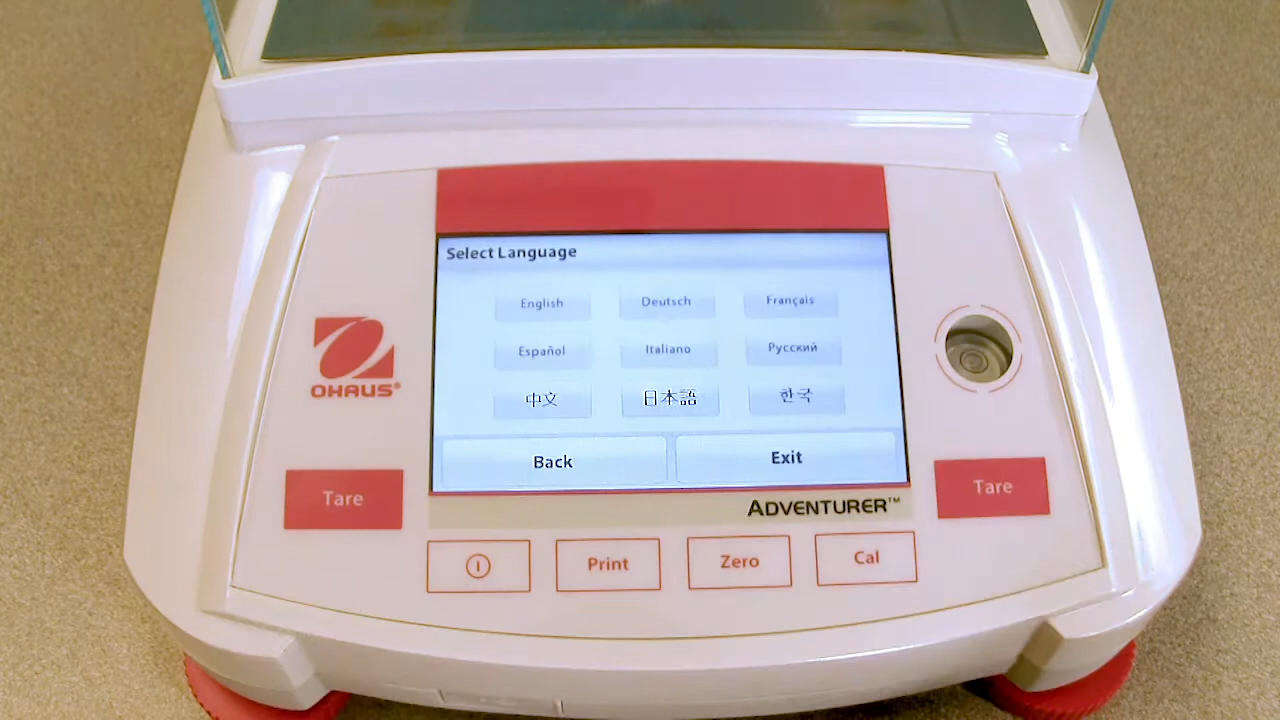 Select Language
English Deutsch Français
Español Italiano Русский
中文 日本語 한국
Back Exit
OHAUS®
ADVENTURER™
Tare Tare
Print Zero Cal